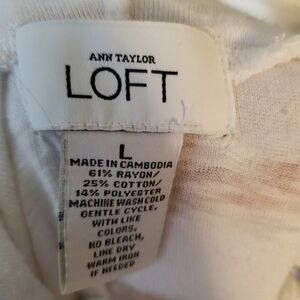 ANN TAYLOR
LOFT
L
MADE IN CAMBODIA
61% RAYON/
25% COTTON/
14% POLYESTER
MACHINE WASH COLD
GENTLE CYCLE,
WITH LIKE
COLORS,
NO BLEACH,
LINE DRY
WARM IRON
IF NEEDED